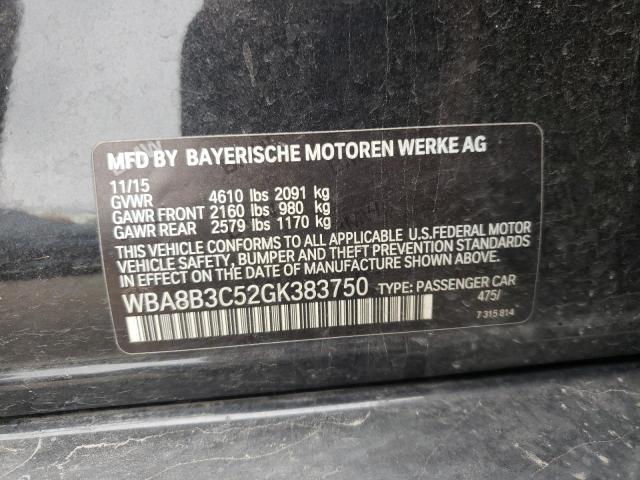 MFD BY BAYERISCHE MOTOREN WERKE AG
11/15
GVWR 4610 lbs 2091 kg
GAWR FRONT 2160 lbs 980 kg
GAWR REAR 2579 lbs 1170 kg
THIS VEHICLE CONFORMS TO ALL APPLICABLE U.S.FEDERAL MOTOR
VEHICLE SAFETY, BUMPER AND THEFT PREVENTION STANDARDS
IN EFFECT ON THE DATE OF MANUFACTURE SHOWN ABOVE.
WBA8B3C52GK383750 TYPE: PASSENGER CAR
475/
7 315 814